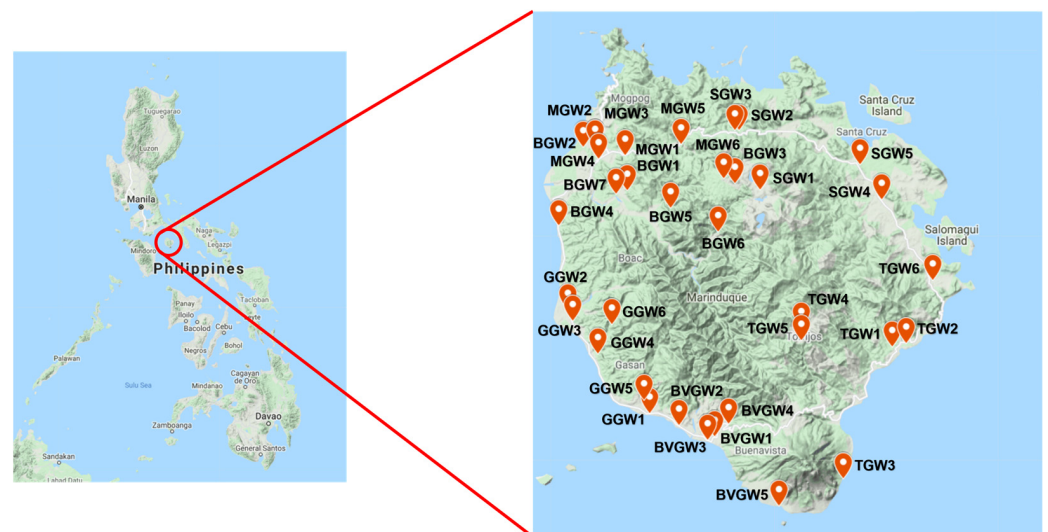 Tuguegarao
Luzon
Manila
Naga
Legazpi
Mindoro
Philippines
Panay
Iloilo
Bacolod
Tacloban
Leyte
Cebu
Negros
Bohol
Palawan
Sulu Sea
Mindanao
Cagayan
de Oro
Zamboanga
Davao
General Santos
Sandakan
Lahad Datu
SGW3
Santa Cruz
Island
MGW2
Mogpog
MGW3
MGW5
SGW2
Santa Cruz
BGW2
MGW4
MGW1
MGW6
BGW3
SGW5
BGW7
BGW1
SGW1
SGW4
BGW4
BGW5
BGW6
Salomaqui
Island
Boac
TGW6
GGW2
Marinduque
TGW4
GGW3
GGW6
TGW5
Torrijos
TGW1
TGW2
GGW4
Gasan
GGW5
BVGW2
BVGW4
GGW1
BVGW3
BVGW1
Buenavista
TGW3
BVGW5